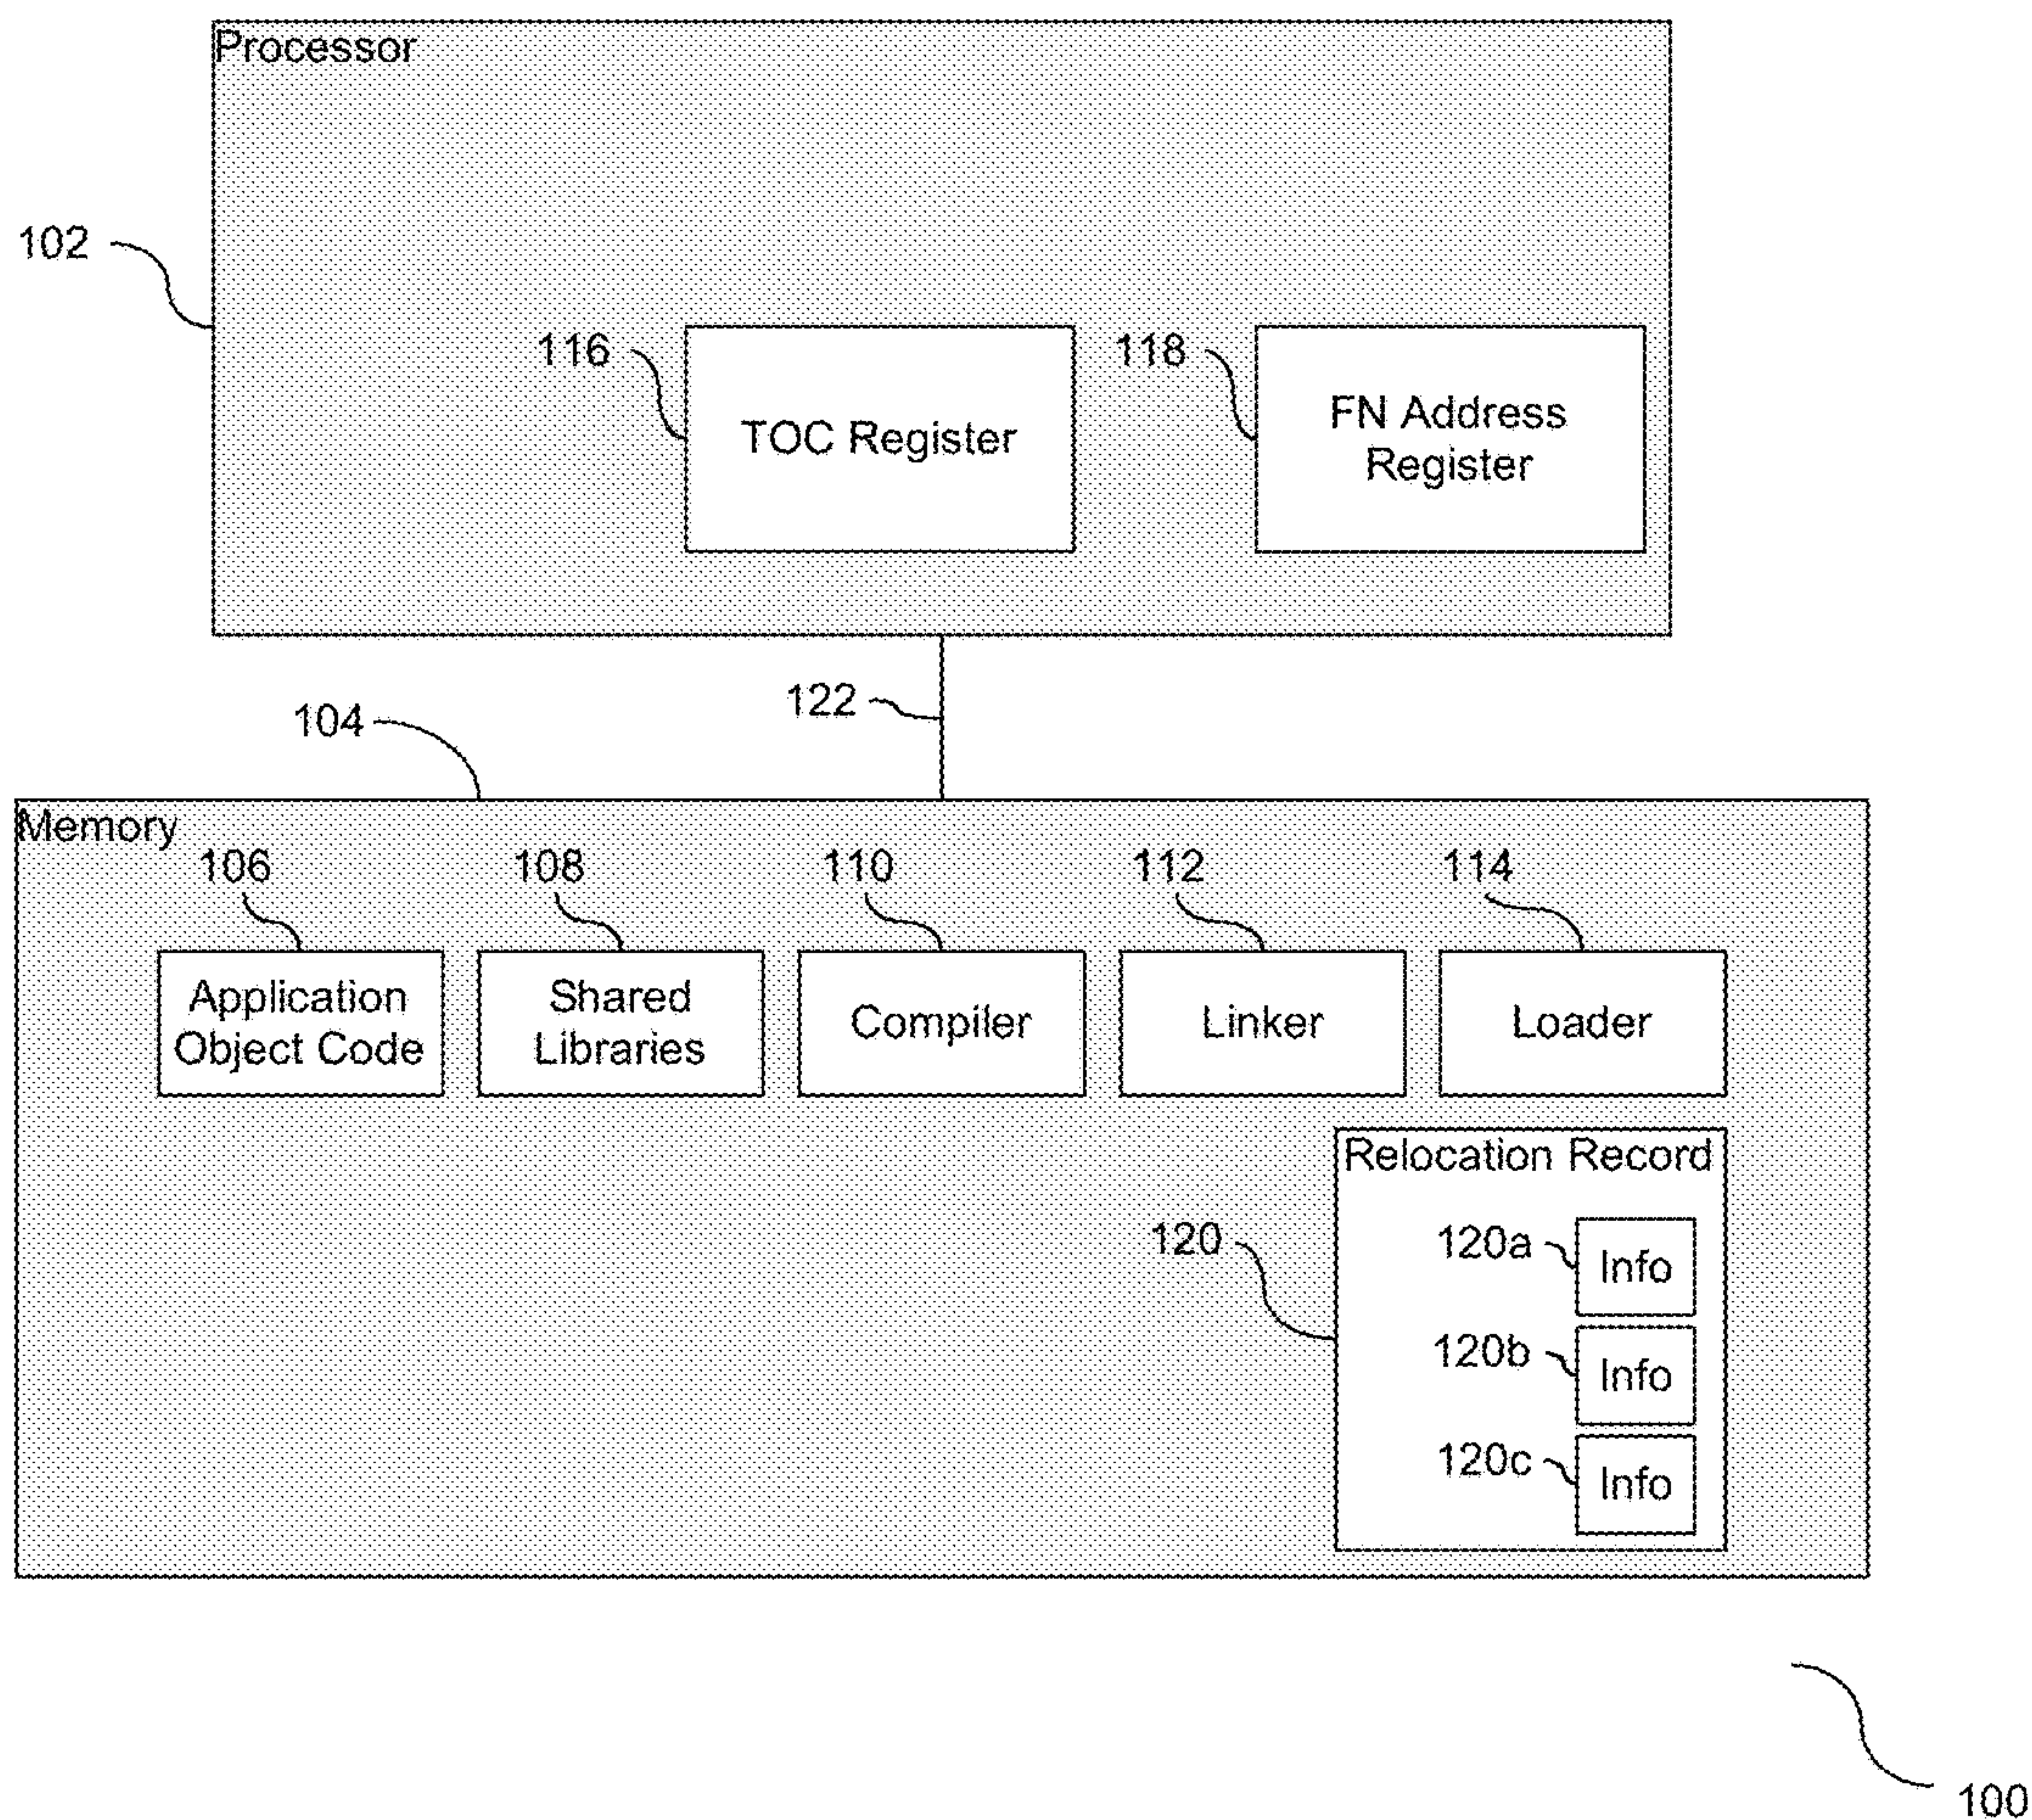 Processor
102
116
118
TOC Register
FN Address
Register
122
104
Memory
106
108
110
112
114
Application
Object Code
Shared
Libraries
Compiler
Linker
Loader
Relocation Record
120
120a
Info
120b
Info
120c
Info
100